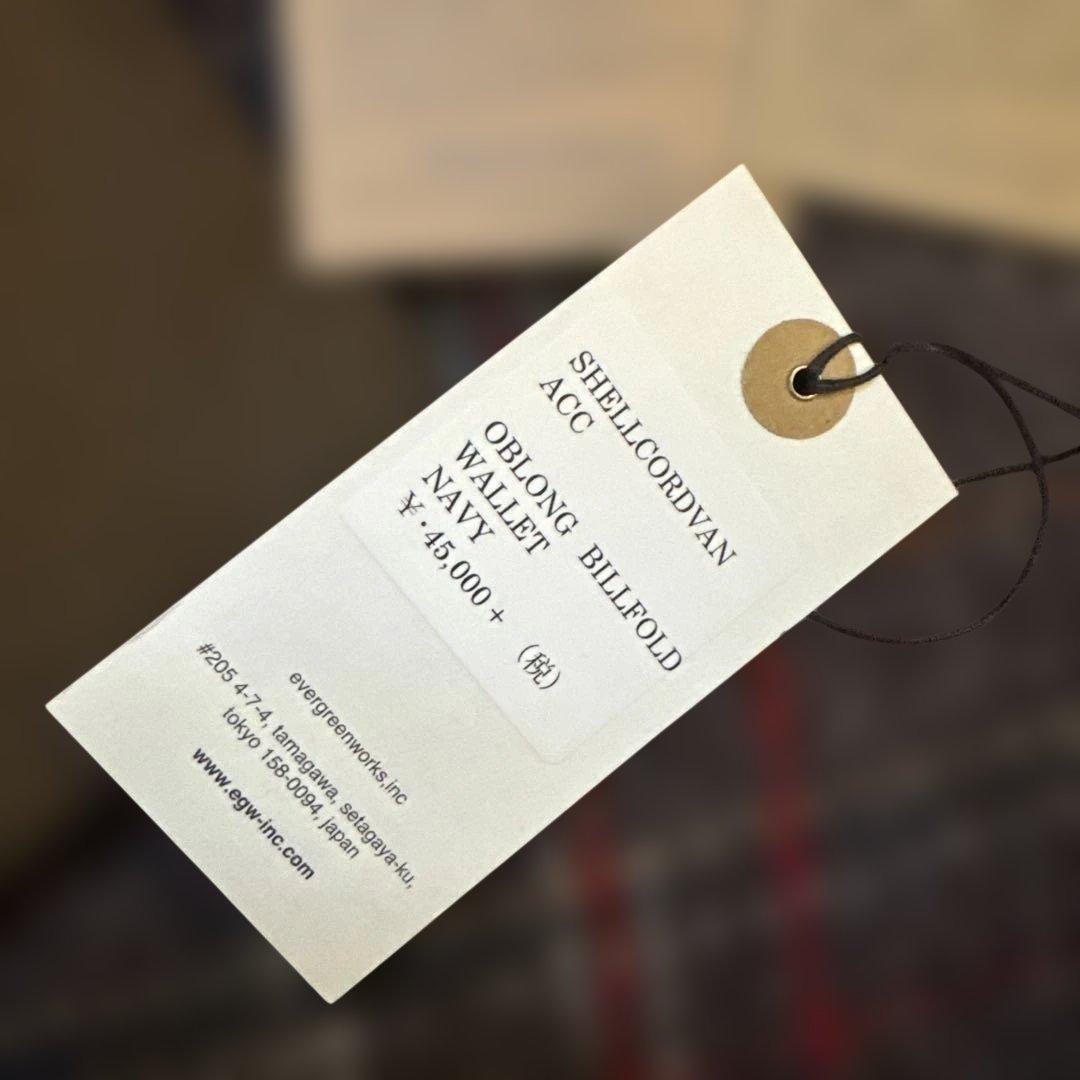 SHELLCORDVAN
ACC
OBLONG BILLFOLD
WALLET
NAVY
¥・45,000+ (税)
evergreenworks,inc
#205 4-7-4, tamagawa, setagaya-ku,
tokyo 158-0094, japan
www.egw-inc.com